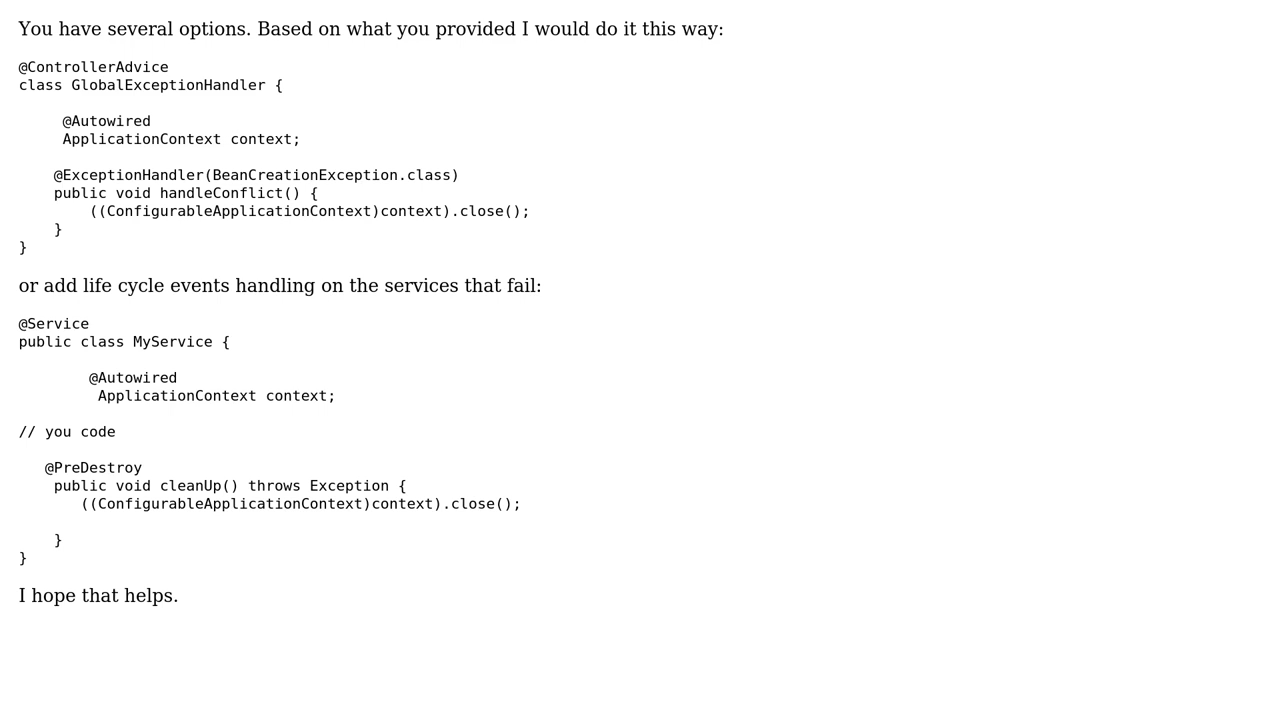 You have several options. Based on what you provided I would do it this way:
@ControllerAdvice
class GlobalExceptionHandler {
     @Autowired
     ApplicationContext context;
    @ExceptionHandler(BeanCreationException.class)
    public void handleConflict() {
        ((ConfigurableApplicationContext)context).close();
    }
}
or add life cycle events handling on the services that fail:
@Service
public class MyService {
        @Autowired
         ApplicationContext context;
// you code
   @PreDestroy
    public void cleanUp() throws Exception {
       ((ConfigurableApplicationContext)context).close();
    }
}
I hope that helps.